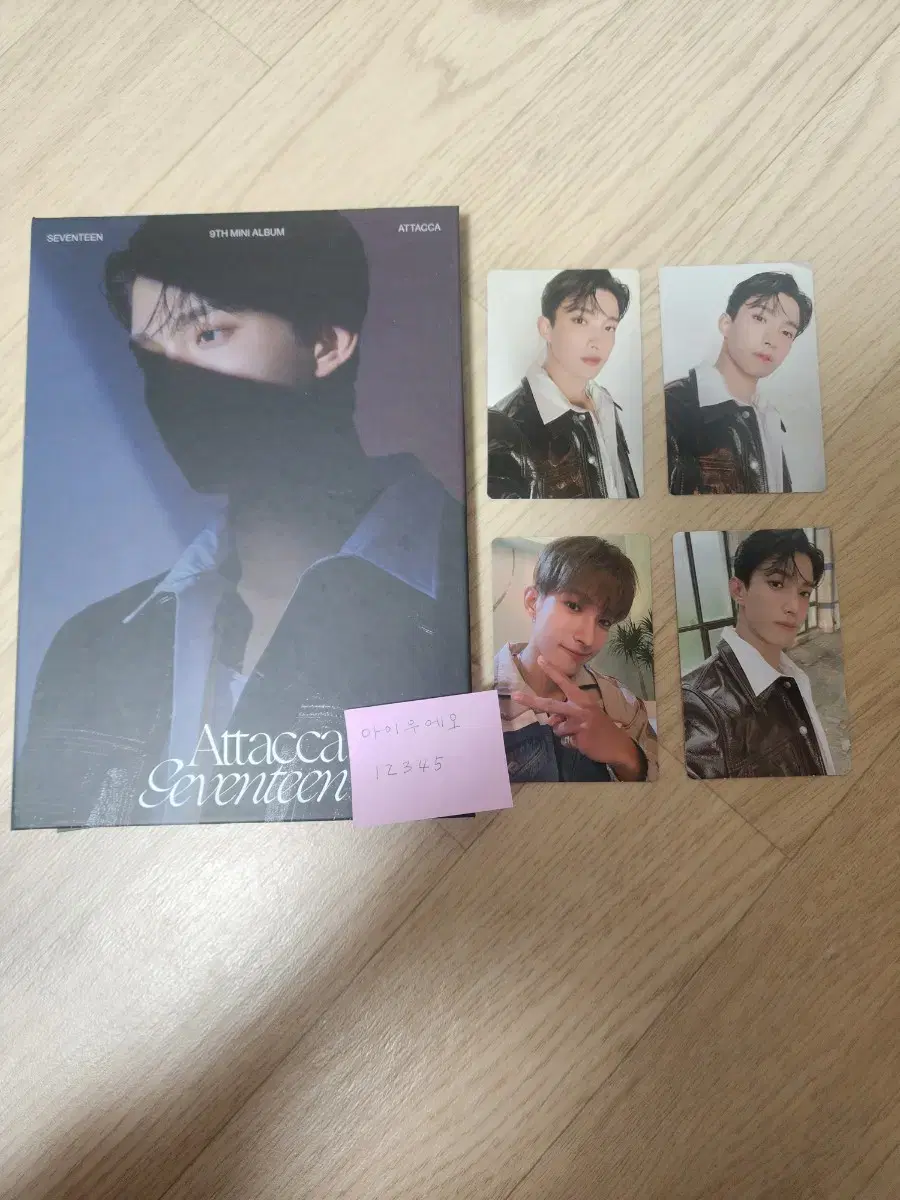 SEVENTEEN
9TH MINI ALBUM
ATTACCA
Attacca
Seventeen
아이우에오
12345